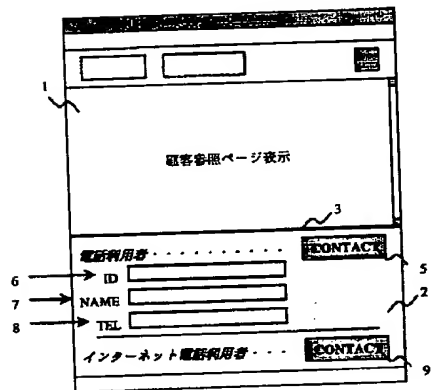 1
顧客参照ページ表示
3
電話利用者・・・・・・・・・・ CONTACT
5
6 ID
2
7 NAME
8 TEL
インターネット電話利用者・・・ CONTACT
9